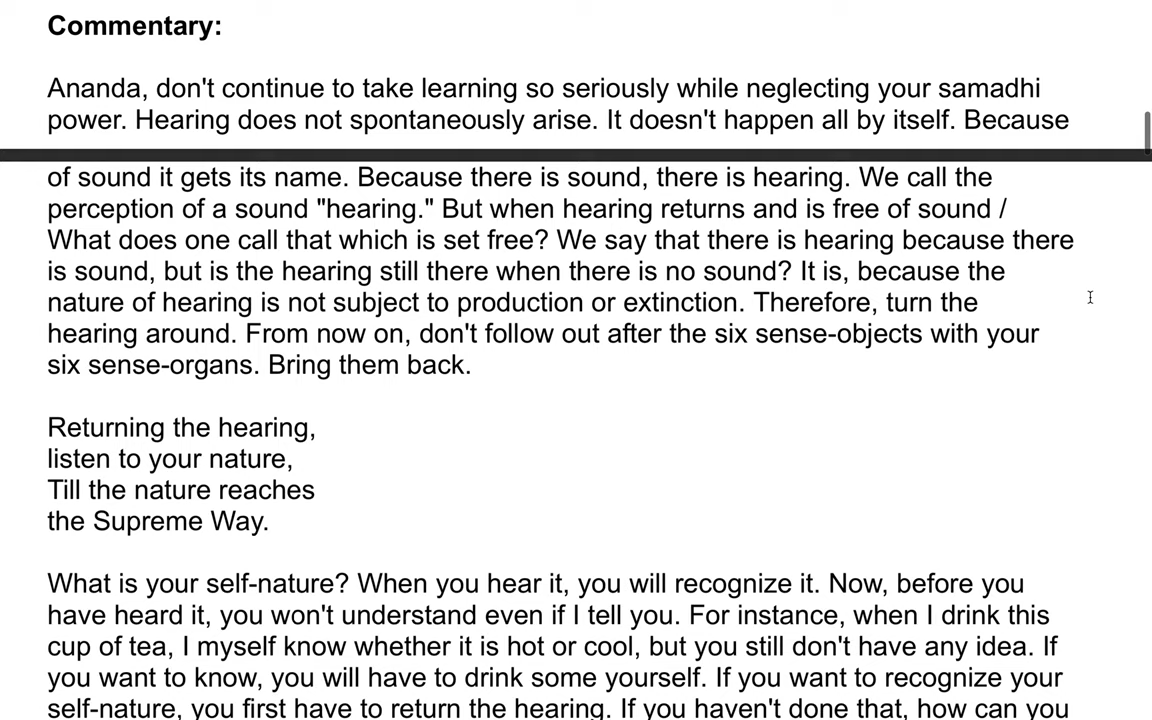 Commentary:
Ananda, don't continue to take learning so seriously while neglecting your samadhi
power. Hearing does not spontaneously arise. It doesn't happen all by itself. Because
of sound it gets its name. Because there is sound, there is hearing. We call the
perception of a sound "hearing." But when hearing returns and is free of sound /
What does one call that which is set free? We say that there is hearing because there
is sound, but is the hearing still there when there is no sound? It is, because the
nature of hearing is not subject to production or extinction. Therefore, turn the
hearing around. From now on, don't follow out after the six sense-objects with your
six sense-organs. Bring them back.
Returning the hearing,
listen to your nature,
Till the nature reaches
the Supreme Way.
What is your self-nature? When you hear it, you will recognize it. Now, before you
have heard it, you won't understand even if I tell you. For instance, when I drink this
cup of tea, I myself know whether it is hot or cool, but you still don't have any idea. If
you want to know, you will have to drink some yourself. If you want to recognize your
self-nature, you first have to return the hearing. If you haven't done that, how can you